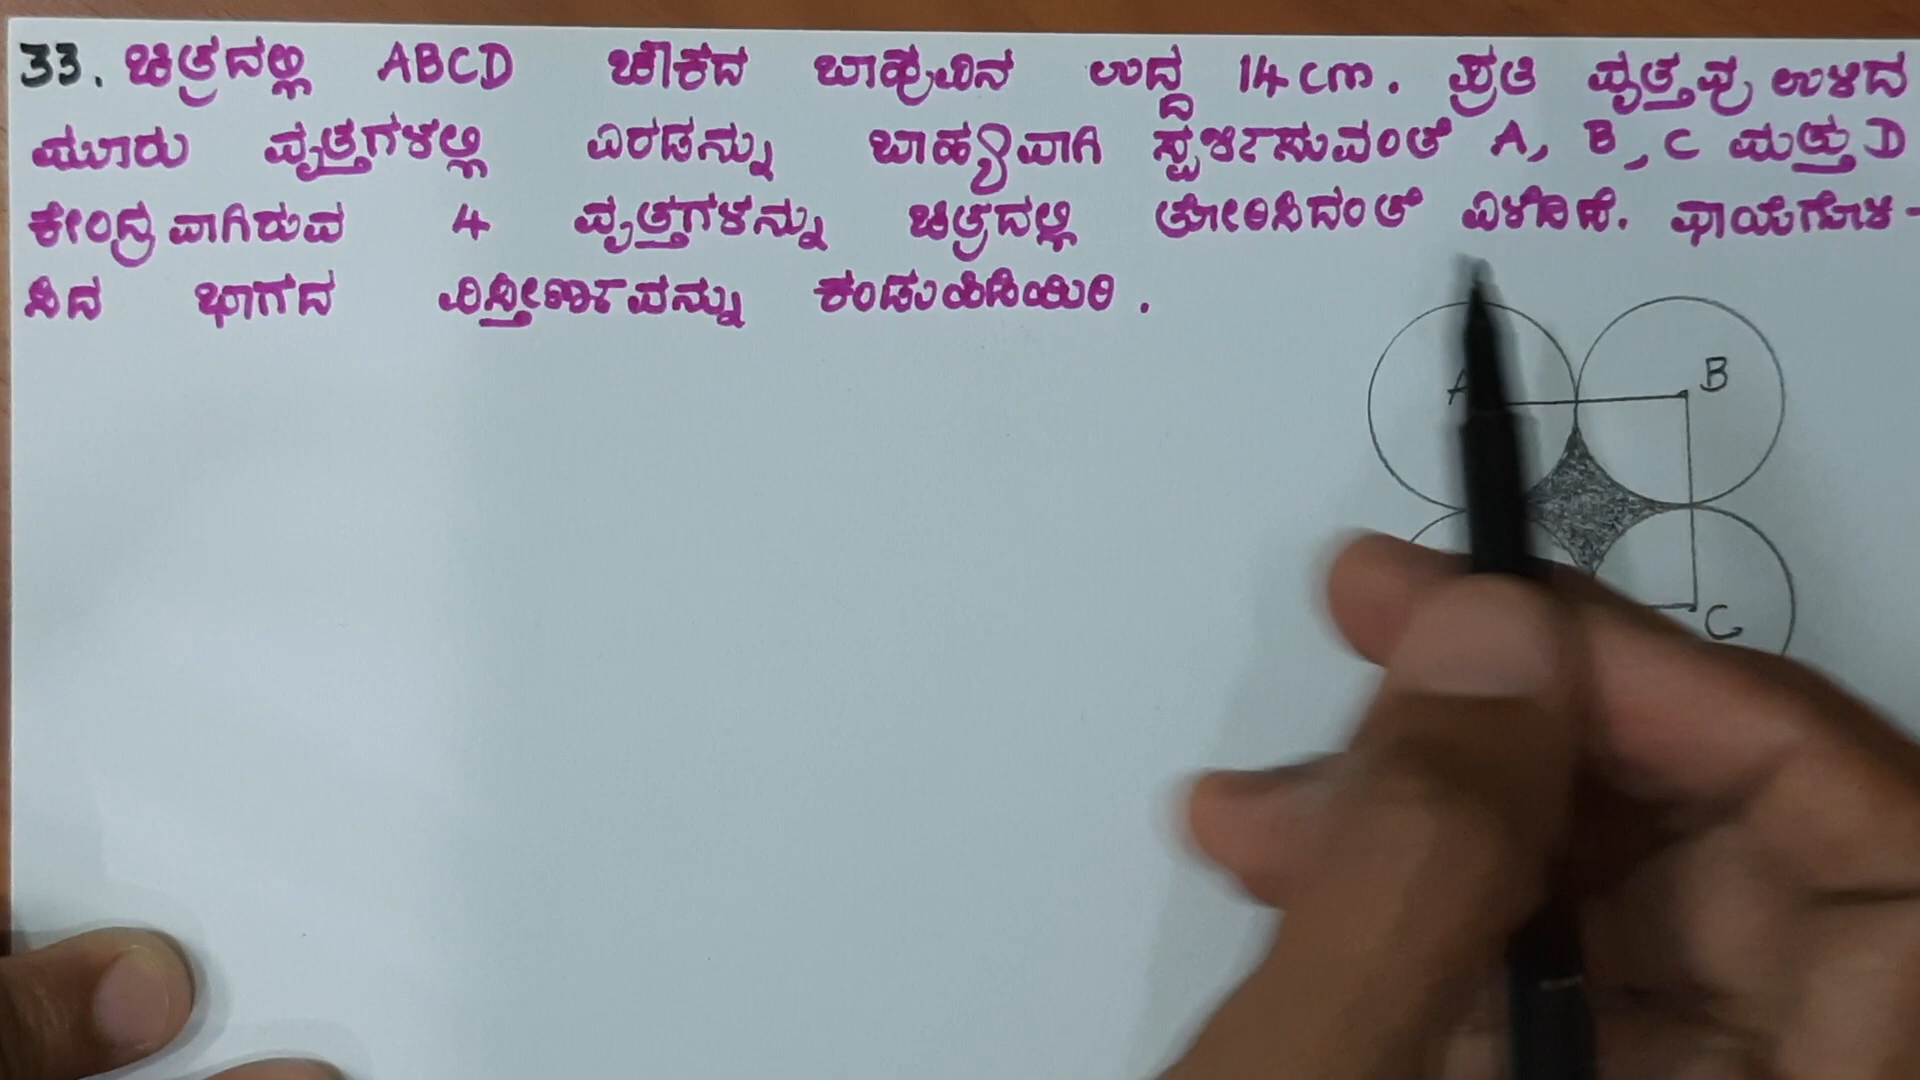 33. ಚಿತ್ರದಲ್ಲಿ ABCD ಚೌಕದ ಬಾಹುವಿನ ಉದ್ದ 14 cm. ಪ್ರತಿ ವೃತ್ತವು ಉಳಿದ
ಮೂರು ವೃತ್ತಗಳಲ್ಲಿ ಎರಡನ್ನು ಬಾಹ್ಯವಾಗಿ ಸ್ಪರ್ಶಿಸುವಂತೆ A, B, C ಮತ್ತು D
ಕೇಂದ್ರವಾಗಿರುವ 4 ವೃತ್ತಗಳನ್ನು ಚಿತ್ರದಲ್ಲಿ ತೋರಿಸಿದಂತೆ ಎಳೆದಿದೆ. ಛಾಯೆಗೊಳಿ-
ಸಿದ ಭಾಗದ ವಿಸ್ತೀರ್ಣವನ್ನು ಕಂಡುಹಿಡಿಯಿರಿ.
A B
C